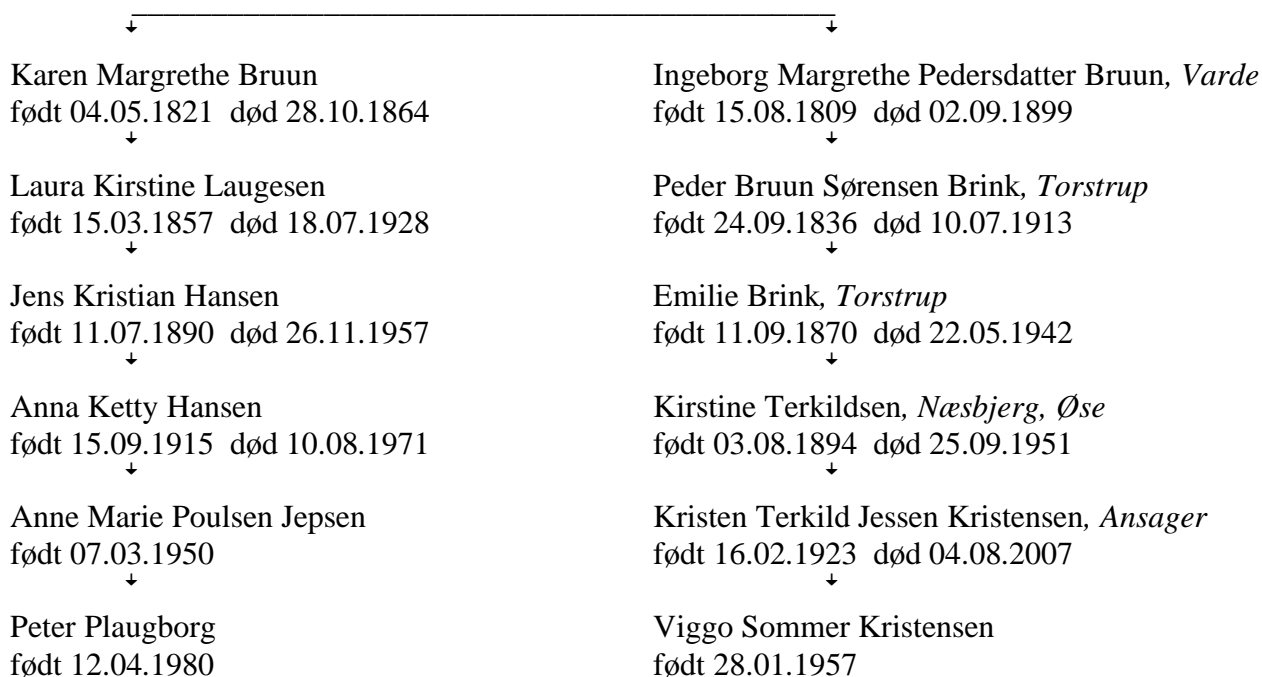 Karen Margrethe Bruun
født 04.05.1821 død 28.10.1864
Laura Kirstine Laugesen
født 15.03.1857 død 18.07.1928
Jens Kristian Hansen
født 11.07.1890 død 26.11.1957
Anna Ketty Hansen
født 15.09.1915 død 10.08.1971
Anne Marie Poulsen Jepsen
født 07.03.1950
Peter Plaugborg
født 12.04.1980
Ingeborg Margrethe Pedersdatter Bruun, Varde
født 15.08.1809 død 02.09.1899
Peder Bruun Sørensen Brink, Torstrup
født 24.09.1836 død 10.07.1913
Emilie Brink, Torstrup
født 11.09.1870 død 22.05.1942
Kirstine Terkildsen, Næsbjerg, Øse
født 03.08.1894 død 25.09.1951
Kristen Terkild Jessen Kristensen, Ansager
født 16.02.1923 død 04.08.2007
Viggo Sommer Kristensen
født 28.01.1957